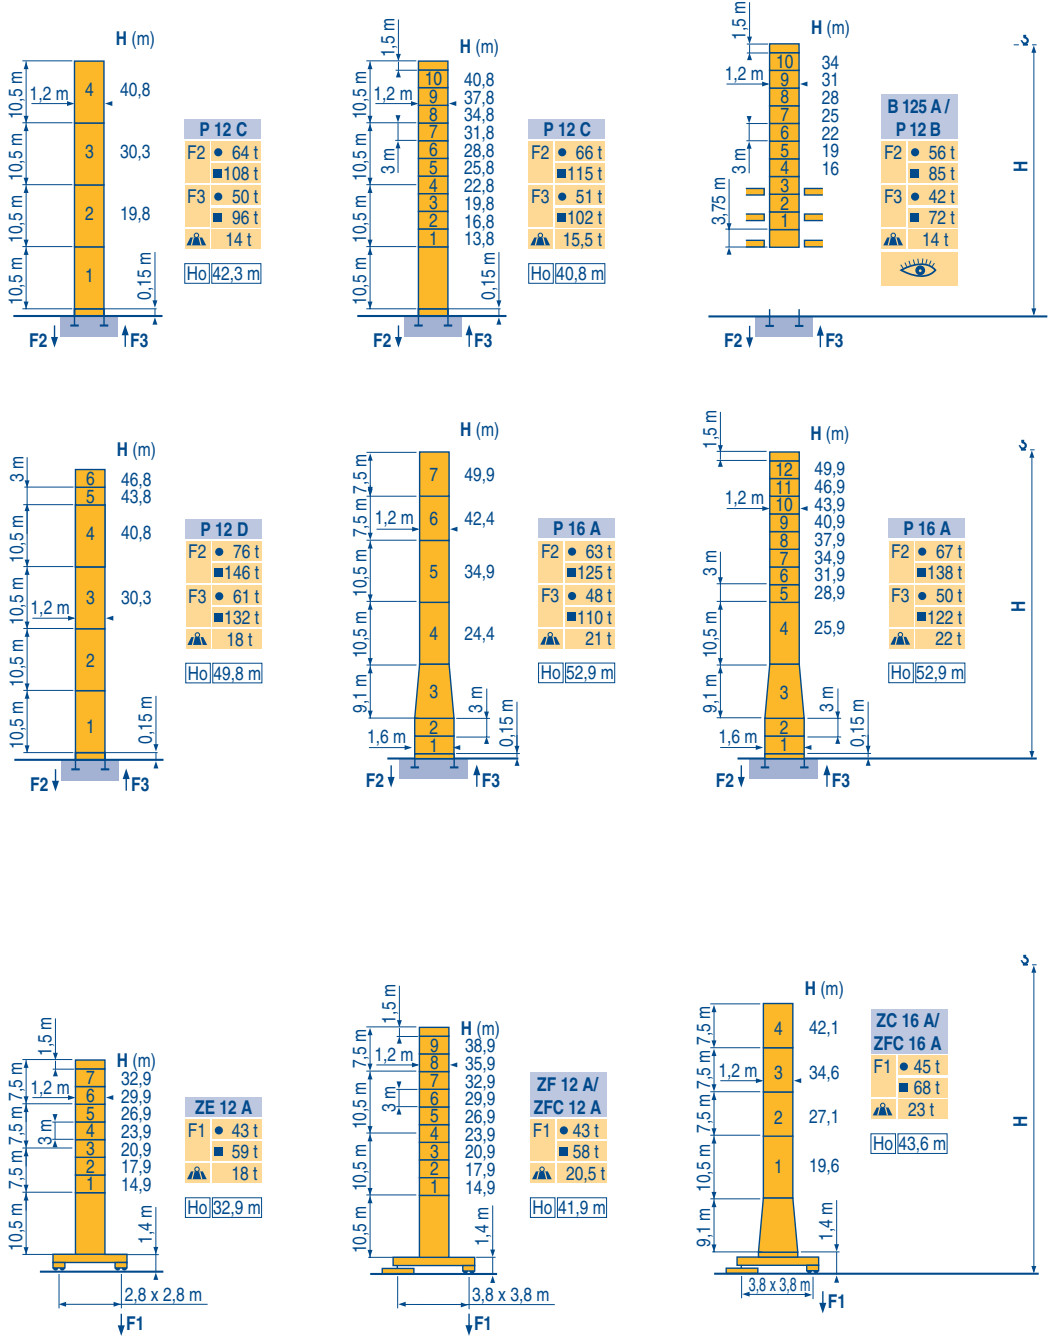 H (m)
10,5 m
10,5 m
10,5 m
10,5 m
1,2 m
4 40,8
3 30,3
2 19,8
1
0,15 m
F2 F3
P 12 C
F2 ● 64 t
■ 108 t
F3 ● 50 t
■ 96 t
14 t
Ho 42,3 m
1,5 m
H (m)
10,5 m
10,5 m
10,5 m
10,5 m
1,2 m
3 m
10 40,8
9 37,8
8 34,8
7 31,8
6 28,8
5 25,8
4 22,8
3 19,8
2 16,8
1 13,8
0,15 m
F2 F3
P 12 C
F2 ● 66 t
■ 115 t
F3 ● 51 t
■ 102 t
15,5 t
Ho 40,8 m
1,5 m
H (m)
1,2 m
3 m
3,75 m
10 34
9 31
8 28
7 25
6 22
5 19
4 16
3
2
1
F2 F3
B 125 A /
P 12 B
F2 ● 56 t
■ 85 t
F3 ● 42 t
■ 72 t
14 t
H
H (m)
3 m
10,5 m
10,5 m
10,5 m
10,5 m
1,2 m
6 46,8
5 43,8
4 40,8
3 30,3
2
1
0,15 m
F2 F3
P 12 D
F2 ● 76 t
■ 146 t
F3 ● 61 t
■ 132 t
18 t
Ho 49,8 m
H (m)
7,5 m
7,5 m
10,5 m
10,5 m
9,1 m
1,2 m
1,6 m
7 49,9
6 42,4
5 34,9
4 24,4
3
2
1
3 m
0,15 m
F2 F3
P 16 A
F2 ● 63 t
■ 125 t
F3 ● 48 t
■ 110 t
21 t
Ho 52,9 m
1,5 m
H (m)
1,2 m
3 m
10,5 m
9,1 m
1,6 m
12 49,9
11 46,9
10 43,9
9 40,9
8 37,9
7 34,9
6 31,9
5 28,9
4 25,9
3
2
1
3 m
0,15 m
F2 F3
P 16 A
F2 ● 67 t
■ 138 t
F3 ● 50 t
■ 122 t
22 t
Ho 52,9 m
H
1,5 m
H (m)
7,5 m
7,5 m
7,5 m
10,5 m
1,2 m
3 m
7 32,9
6 29,9
5 26,9
4 23,9
3 20,9
2 17,9
1 14,9
1,4 m
2,8 x 2,8 m
F1
ZE 12 A
F1 ● 43 t
■ 59 t
18 t
Ho 32,9 m
1,5 m
H (m)
7,5 m
10,5 m
10,5 m
1,2 m
3 m
9 38,9
8 35,9
7 32,9
6 29,9
5 26,9
4 23,9
3 20,9
2 17,9
1 14,9
1,4 m
3,8 x 3,8 m
F1
ZF 12 A/
ZFC 12 A
F1 ● 43 t
■ 58 t
20,5 t
Ho 41,9 m
H (m)
7,5 m
7,5 m
7,5 m
10,5 m
9,1 m
1,2 m
4 42,1
3 34,6
2 27,1
1 19,6
1,4 m
3,8 x 3,8 m
F1
ZC 16 A/
ZFC 16 A
F1 ● 45 t
■ 68 t
23 t
Ho 43,6 m
H